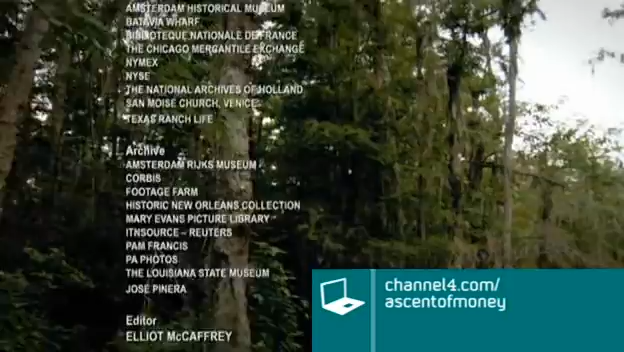 AMSTERDAM HISTORICAL MUSEUM
BATAVIA WHARF
BIBLIOTEQUE NATIONALE DE FRANCE
THE CHICAGO MERCANTILE EXCHANGE
NYMEX
NYSE
THE NATIONAL ARCHIVES OF HOLLAND
SAN MOISE CHURCH, VENICE
TEXAS RANCH LIFE
Archive
AMSTERDAM RIJKS MUSEUM
CORBIS
FOOTAGE FARM
HISTORIC NEW ORLEANS COLLECTION
MARY EVANS PICTURE LIBRARY
ITNSOURCE – REUTERS
PAM FRANCIS
PA PHOTOS
THE LOUISIANA STATE MUSEUM
JOSE PINERA
Editor
ELLIOT McCAFFREY
channel4.com/
ascentofmoney